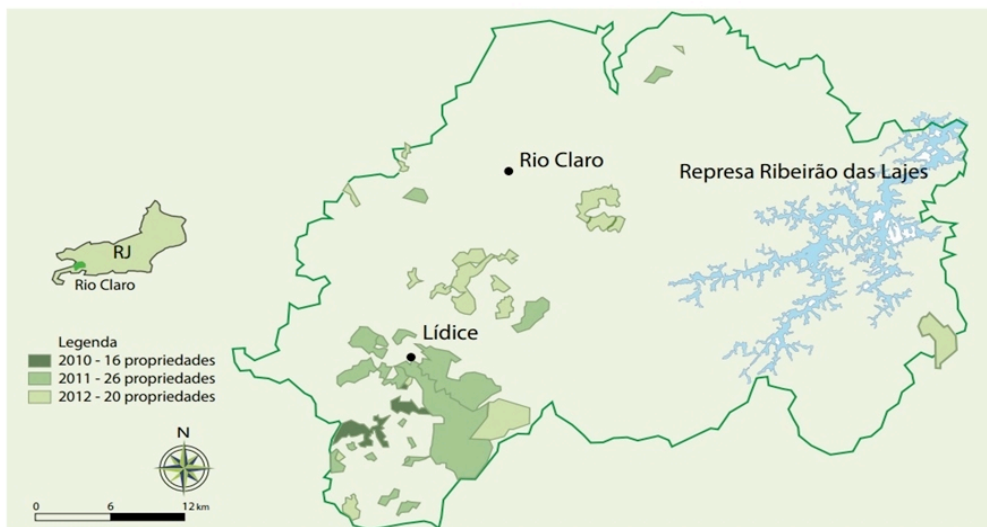 Rio Claro
Represa Ribeirão das Lajes
RJ
Rio Claro
Lídice
Legenda
2010 - 16 propriedades
2011 - 26 propriedades
2012 - 20 propriedades
N
0 6 12 km